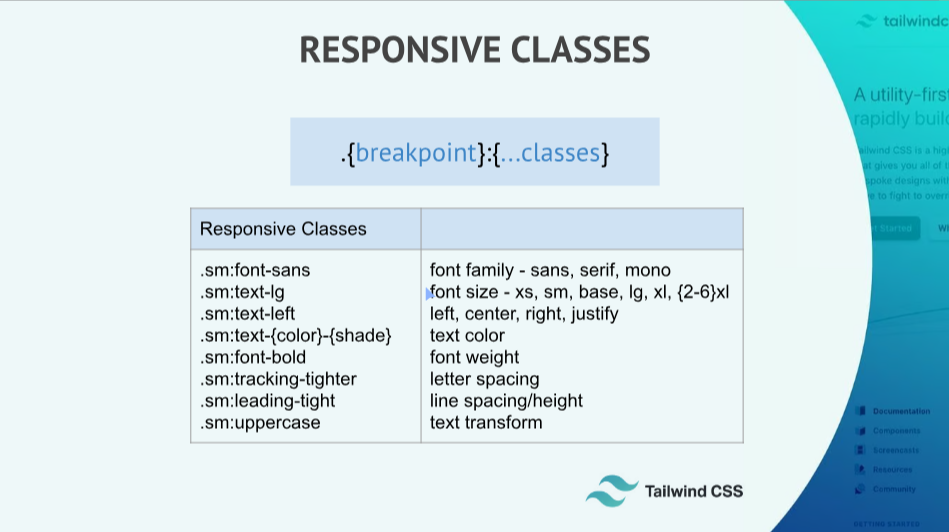 RESPONSIVE CLASSES
.{breakpoint}:{...classes}
Responsive Classes
.sm:font-sans font family - sans, serif, mono
.sm:text-lg font size - xs, sm, base, lg, xl, {2-6}xl
.sm:text-left left, center, right, justify
.sm:text-{color}-{shade} text color
.sm:font-bold font weight
.sm:tracking-tighter letter spacing
.sm:leading-tight line spacing/height
.sm:uppercase text transform
Tailwind CSS
tailwindc
A utility-firs
rapidly build
CSS is a hig
at gives you all of t
spoke designs with
e to fight to overr
Started
Documentation
Components
Screencasts
Resources
Community
GETTING STARTED